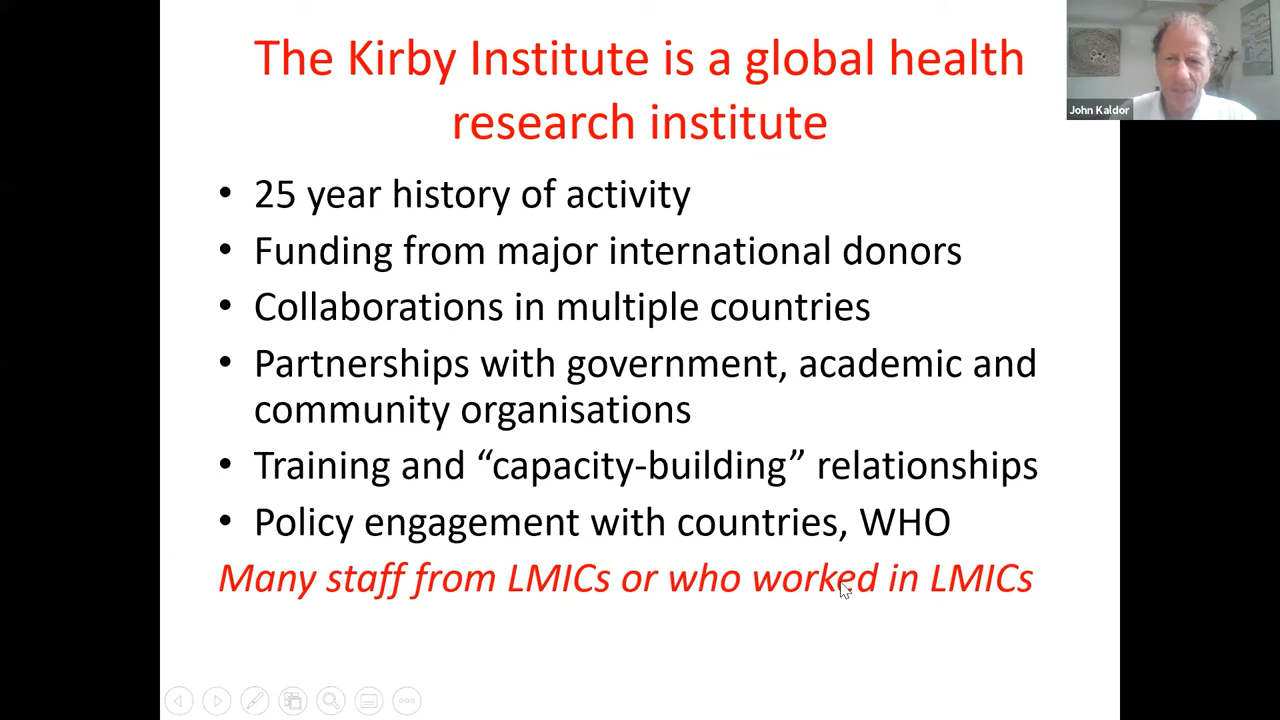 The Kirby Institute is a global health
research institute
John Kaldor
• 25 year history of activity
• Funding from major international donors
• Collaborations in multiple countries
• Partnerships with government, academic and
community organisations
• Training and “capacity-building” relationships
• Policy engagement with countries, WHO
Many staff from LMICs or who worked in LMICs